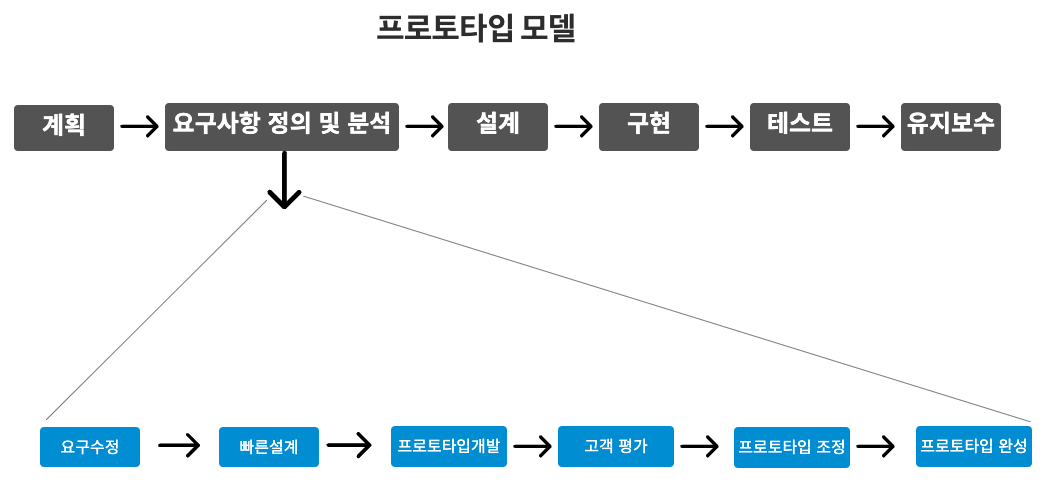 프로토타입 모델
계획
요구사항 정의 및 분석
설계
구현
테스트
유지보수
요구수정
빠른설계
프로토타입개발
고객 평가
프로토타입 조정
프로토타입 완성